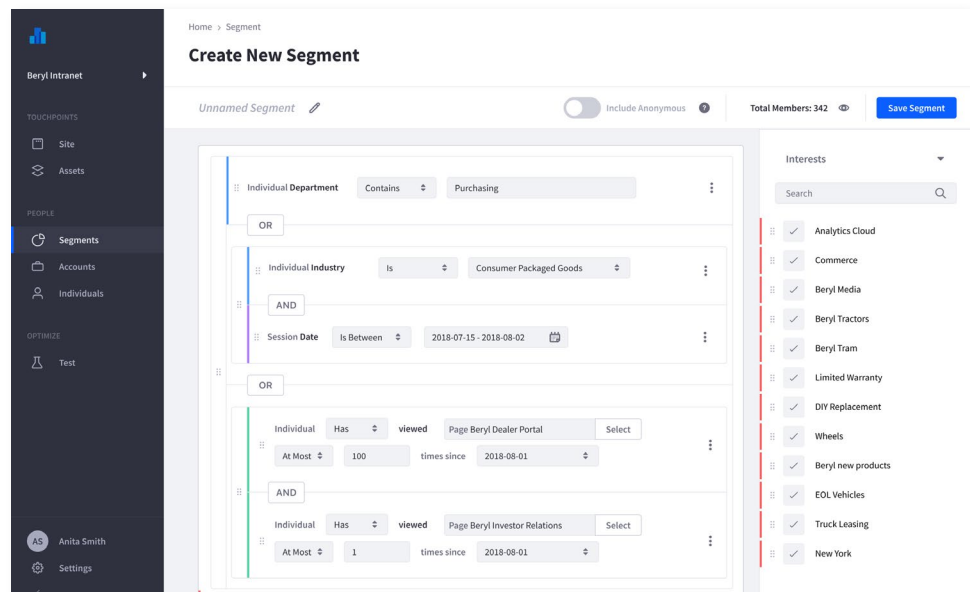 Home > Segment
Create New Segment
Beryl Intranet
TOUCHPOINTS
Site
Assets
PEOPLE
Segments
Accounts
Individuals
OPTIMIZE
Test
AS Anita Smith
Settings
Unnamed Segment
Include Anonymous ?
Total Members: 342
Save Segment
Individual Department Contains Purchasing
OR
Individual Industry Is Consumer Packaged Goods
AND
Session Date Is Between 2018-07-15 - 2018-08-02
OR
Individual Has viewed Page Beryl Dealer Portal Select
At Most 100 times since 2018-08-01
AND
Individual Has viewed Page Beryl Investor Relations Select
At Most 1 times since 2018-08-01
Interests
Search
Analytics Cloud
Commerce
Beryl Media
Beryl Tractors
Beryl Tram
Limited Warranty
DIY Replacement
Wheels
Beryl new products
EOL Vehicles
Truck Leasing
New York